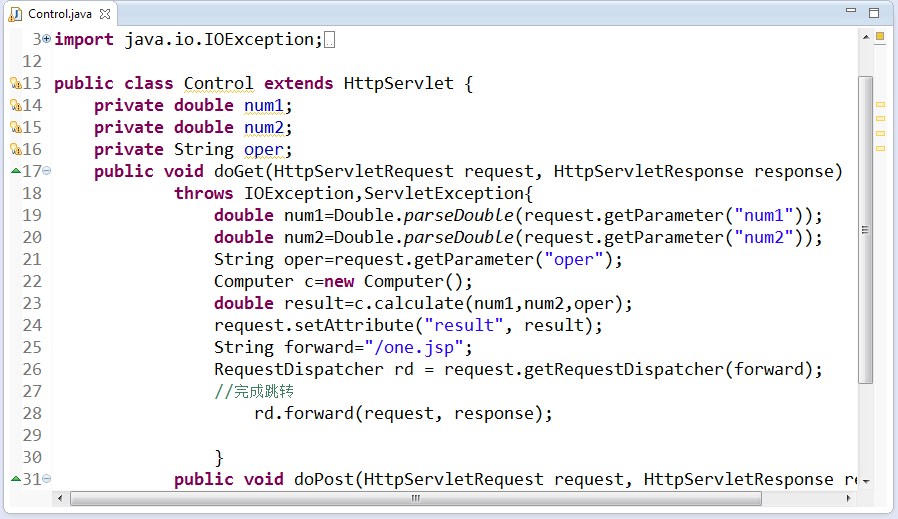 Control.java
3 import java.io.IOException;
12
13 public class Control extends HttpServlet {
14 private double num1;
15 private double num2;
16 private String oper;
17 public void doGet(HttpServletRequest request, HttpServletResponse response)
18 throws IOException,ServletException{
19 double num1=Double.parseDouble(request.getParameter("num1"));
20 double num2=Double.parseDouble(request.getParameter("num2"));
21 String oper=request.getParameter("oper");
22 Computer c=new Computer();
23 double result=c.calculate(num1,num2,oper);
24 request.setAttribute("result", result);
25 String forward="/one.jsp";
26 RequestDispatcher rd = request.getRequestDispatcher(forward);
27 //完成跳转
28 rd.forward(request, response);
29
30 }
31 public void doPost(HttpServletRequest request, HttpServletResponse re